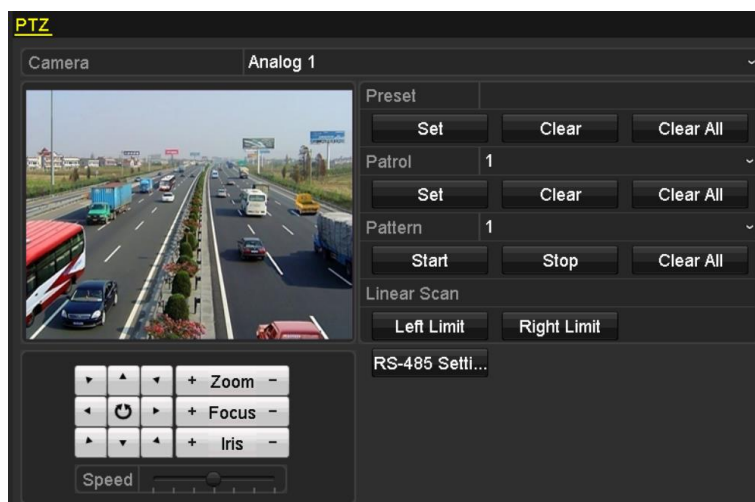 PTZ
Camera Analog 1
Preset
Set Clear Clear All
Patrol 1
Set Clear Clear All
Pattern 1
Start Stop Clear All
Linear Scan
Left Limit Right Limit
RS-485 Setti...
+ Zoom -
+ Focus -
+ Iris -
Speed